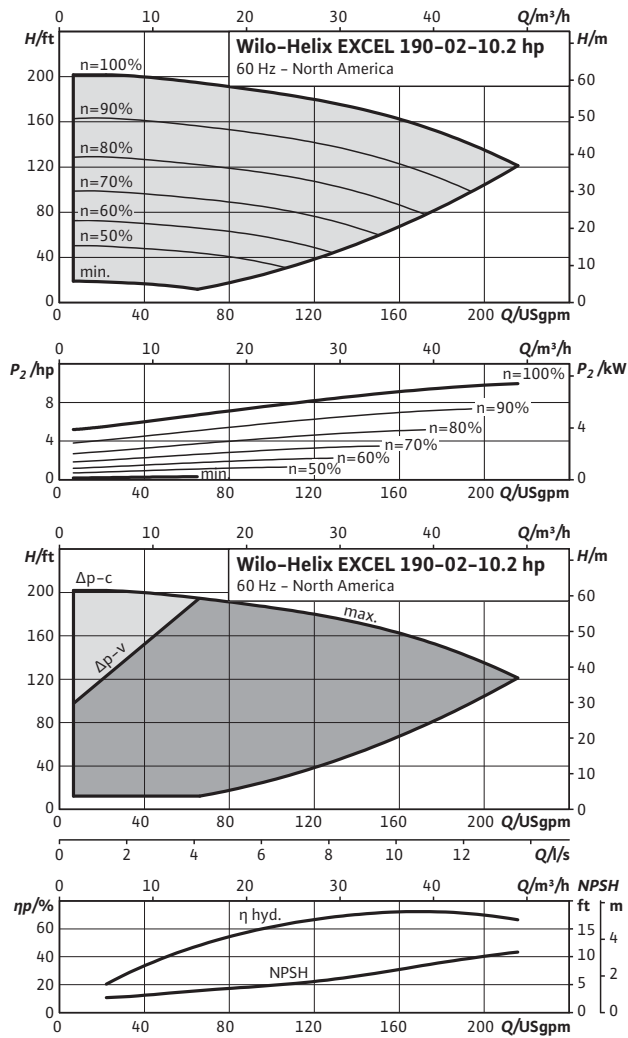 0 10 20 30 40 Q/m³/h
H/ft Wilo-Helix EXCEL 190-02-10.2 hp H/m
60 Hz - North America
n=100%
n=90%
n=80%
n=70%
n=60%
n=50%
min.
200
160
120
80
40
0
60
50
40
30
20
10
0
0 40 80 120 160 200 Q/USgpm
0 10 20 30 40 Q/m³/h
P₂/hp P₂/kW
n=100%
n=90%
n=80%
n=70%
n=60%
n=50%
min.
8
4
0
4
0
0 40 80 120 160 200 Q/USgpm
0 10 20 30 40 Q/m³/h
H/ft Wilo-Helix EXCEL 190-02-10.2 hp H/m
60 Hz - North America
Δp-c
max.
Δp-v
200
160
120
80
40
0
60
50
40
30
20
10
0
0 40 80 120 160 200 Q/USgpm
0 2 4 6 8 10 12 Q/l/s
0 10 20 30 40 Q/m³/h NPSH
ηp/% ft m
η hyd.
NPSH
60
40
20
0
15
10
5
0
4
2
0
0 40 80 120 160 200 Q/USgpm